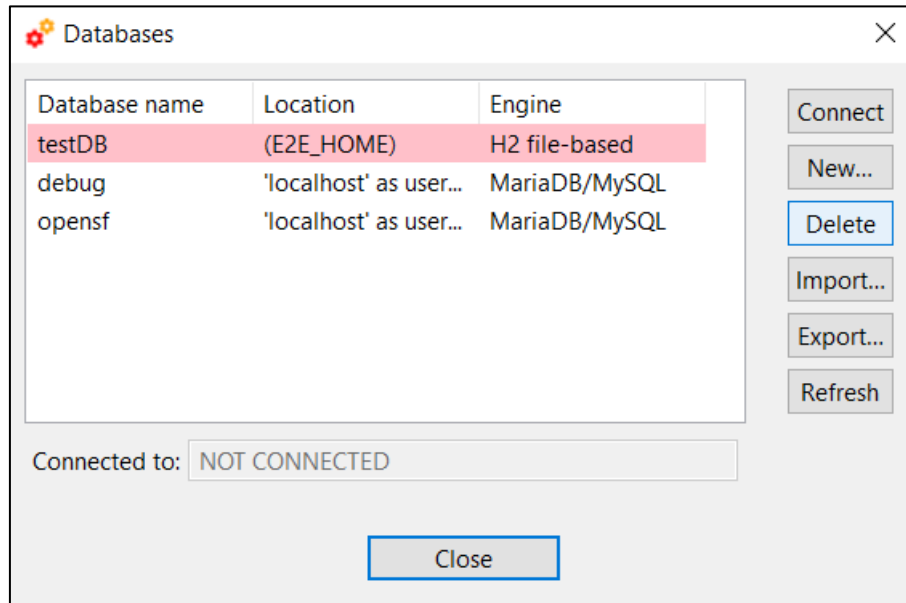 Databases
Database name Location Engine
testDB (E2E_HOME) H2 file-based
debug 'localhost' as user... MariaDB/MySQL
opensf 'localhost' as user... MariaDB/MySQL
Connect
New...
Delete
Import...
Export...
Refresh
Connected to: NOT CONNECTED
Close